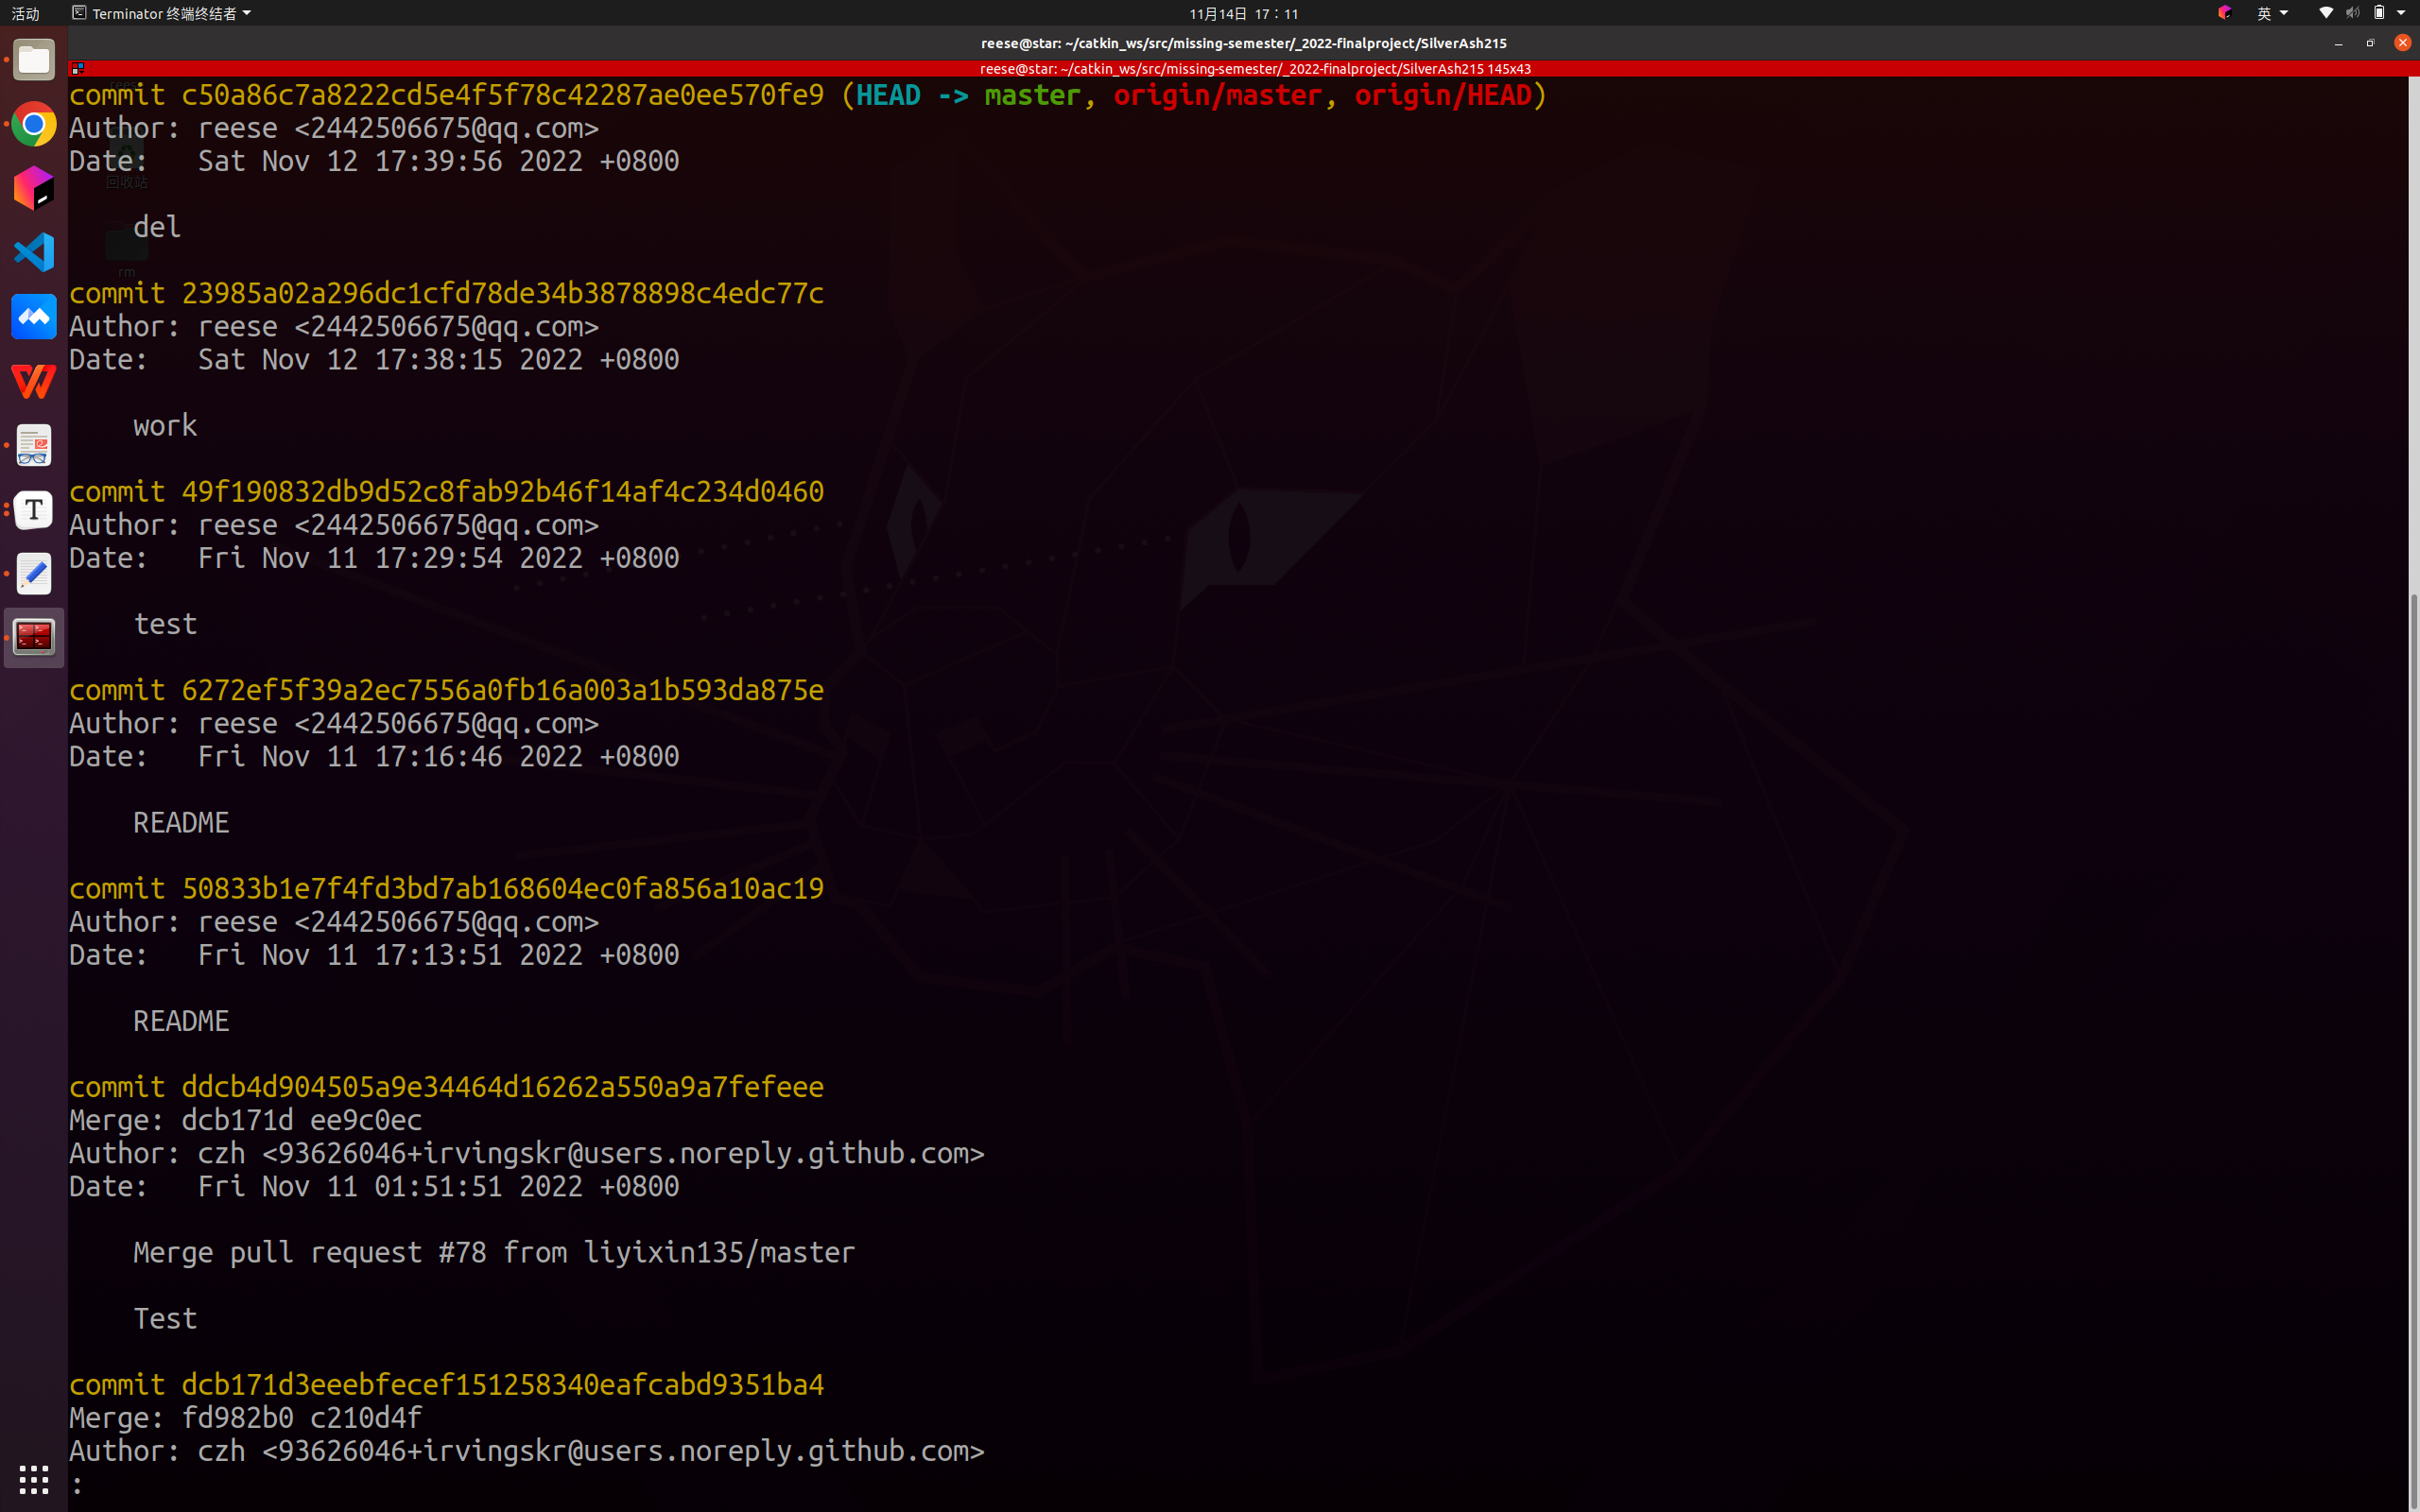 活动
Terminator 终端终结者
11月14日 17：11
英
reese@star: ~/catkin_ws/src/missing-semester/_2022-finalproject/SilverAsh215
reese@star: ~/catkin_ws/src/missing-semester/_2022-finalproject/SilverAsh215 145x43
commit c50a86c7a8222cd5e4f5f78c42287ae0ee570fe9 (HEAD -> master, origin/master, origin/HEAD)
Author: reese <2442506675@qq.com>
Date:   Sat Nov 12 17:39:56 2022 +0800
回收站
    del
rm
commit 23985a02a296dc1cfd78de34b3878898c4edc77c
Author: reese <2442506675@qq.com>
Date:   Sat Nov 12 17:38:15 2022 +0800
    work
commit 49f190832db9d52c8fab92b46f14af4c234d0460
Author: reese <2442506675@qq.com>
Date:   Fri Nov 11 17:29:54 2022 +0800
    test
commit 6272ef5f39a2ec7556a0fb16a003a1b593da875e
Author: reese <2442506675@qq.com>
Date:   Fri Nov 11 17:16:46 2022 +0800
    README
commit 50833b1e7f4fd3bd7ab168604ec0fa856a10ac19
Author: reese <2442506675@qq.com>
Date:   Fri Nov 11 17:13:51 2022 +0800
    README
commit ddcb4d904505a9e34464d16262a550a9a7fefeee
Merge: dcb171d ee9c0ec
Author: czh <93626046+irvingskr@users.noreply.github.com>
Date:   Fri Nov 11 01:51:51 2022 +0800
    Merge pull request #78 from liyixin135/master
    Test
commit dcb171d3eeebfecef151258340eafcabd9351ba4
Merge: fd982b0 c210d4f
Author: czh <93626046+irvingskr@users.noreply.github.com>
: